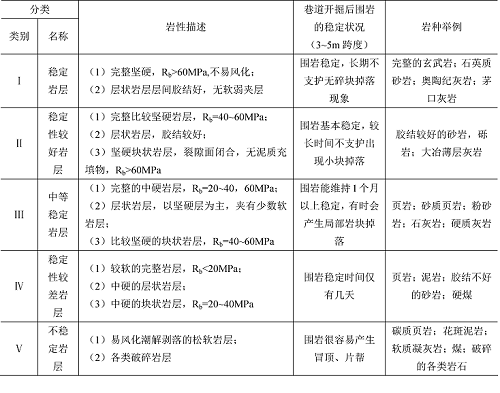 分类
岩性描述
巷道开掘后围岩
的稳定状况
（3~5m 跨度）
岩种举例
类别
名称
Ⅰ
稳定
岩层
（1）完整坚硬，Rb>60MPa,不易风化；
（2）层状岩层层间胶结好，无软弱夹层
围岩稳定，长期不
支护无碎块掉落
现象
完整的玄武岩；石英质
砂岩；奥陶纪灰岩；茅
口灰岩
Ⅱ
稳定
性较
好岩
层
（1）完整比较坚硬岩层，Rb=40~60MPa；
（2）层状岩层，胶结较好；
（3）坚硬块状岩层，裂隙面闭合，无泥质充
填物，Rb>60MPa
围岩基本稳定，较
长时间不支护出
现小块掉落
胶结较好的砂岩，砾
岩；大冶薄层灰岩
Ⅲ
中等
稳定
岩层
（1）完整的中硬岩层，Rb=20~40，60MPa；
（2）层状岩层，以坚硬层为主，夹有少数软
岩层；
（3）比较坚硬的块状岩层，Rb=40~60MPa
围岩能维持 1 个月
以上稳定，有时会
产生局部岩块掉
落
页岩；砂质页岩；粉砂
岩；石灰岩；硬质灰岩
Ⅳ
稳定
性较
差岩
层
（1）较软的完整岩层，Rb<20MPa；
（2）中硬的层状岩层；
（3）中硬的块状岩层，Rb=20~40MPa
围岩稳定时间仅
有几天
页岩；泥岩；胶结不好
的砂岩；硬煤
Ⅴ
不稳
定岩
层
（1）易风化潮解剥落的松软岩层；
（2）各类破碎岩层
围岩很容易产生
冒顶、片帮
碳质页岩；花斑泥岩；
软质凝灰岩；煤；破碎
的各类岩石